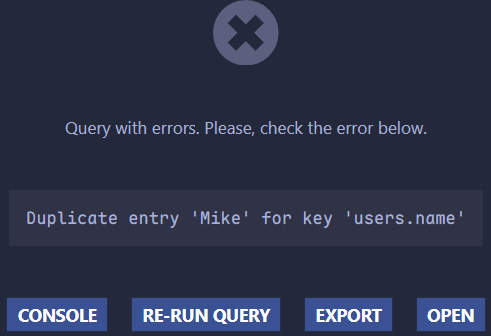 Query with errors. Please, check the error below.
Duplicate entry 'Mike' for key 'users.name'
CONSOLE RE-RUN QUERY EXPORT OPEN